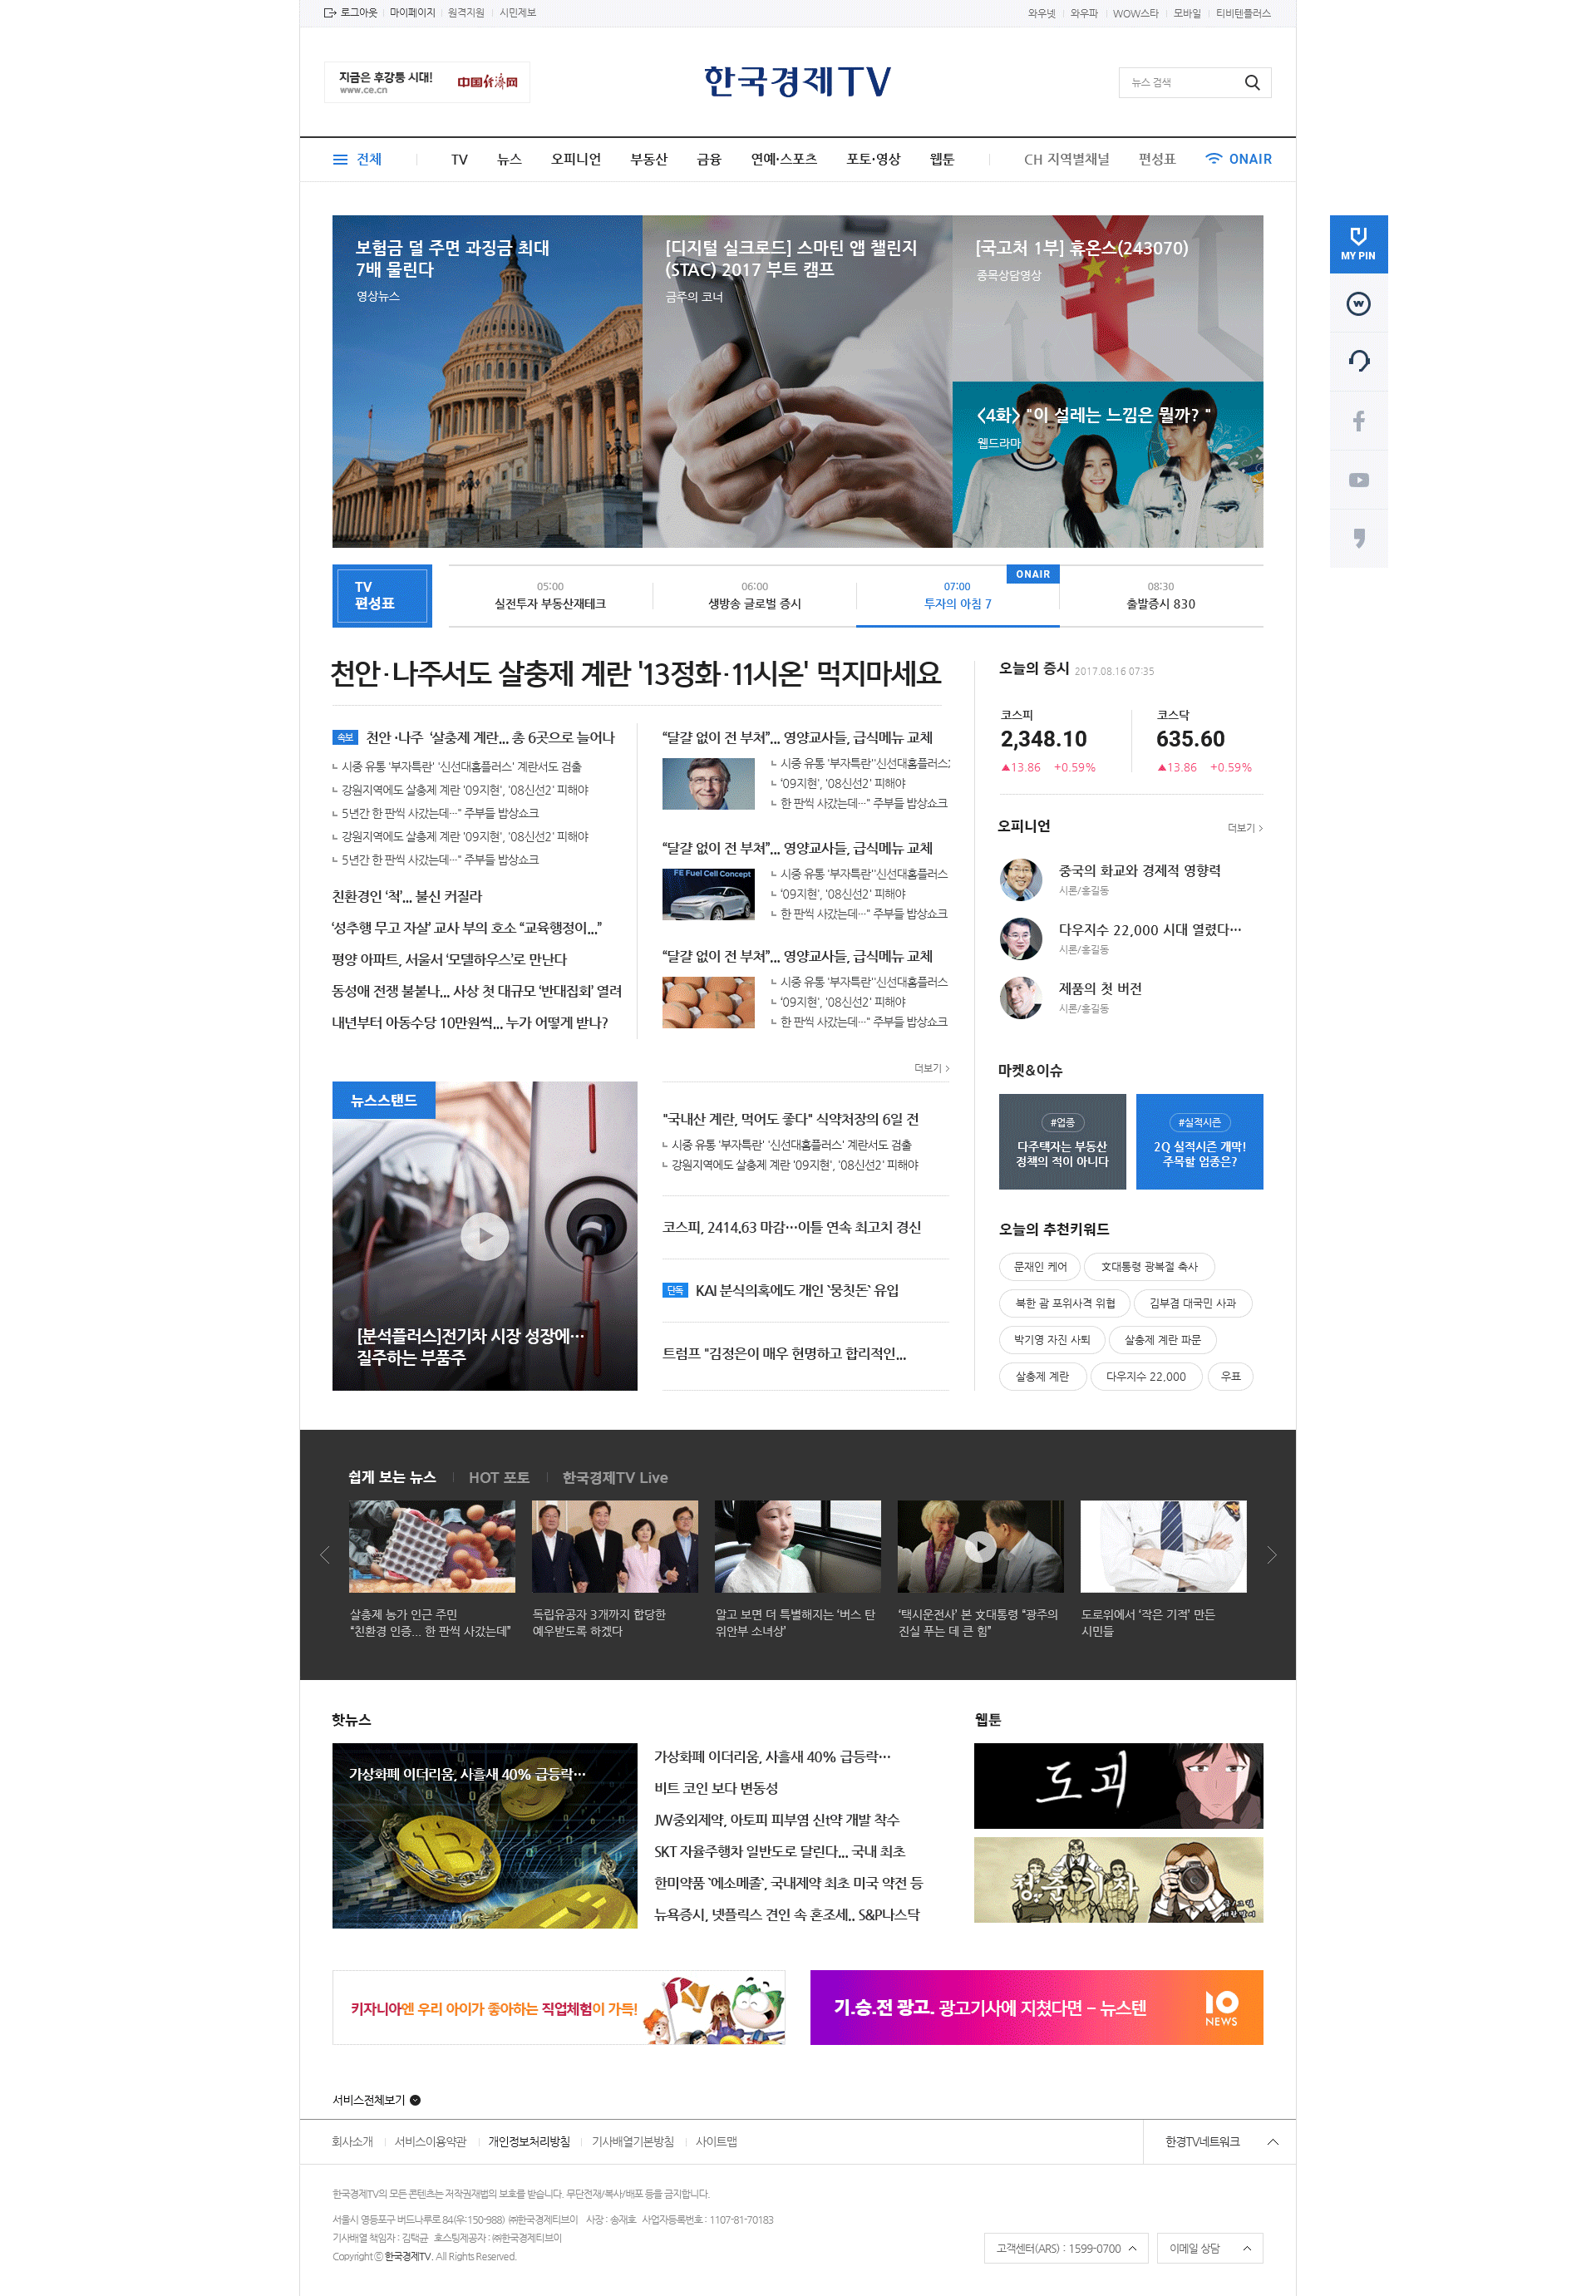 로그아웃 마이페이지 원격지원 시민제보
와우넷 와우파 WOW스타 모바일 티비텐플러스
지금은 후강통 시대!
www.ce.cn
中国经济网
한국경제TV
뉴스 검색
전체 TV 뉴스 오피니언 부동산 금융 연예·스포츠 포토·영상 웹툰 CH 지역별채널 편성표 ONAIR
보험금 덜 주면 과징금 최대
7배 물린다
영상뉴스
[디지털 실크로드] 스마틴 앱 챌린지
(STAC) 2017 부트 캠프
금주의 코너
[국고처 1부] 휴온스(243070)
종목상담영상
<4화> "이 설레는 느낌은 뭘까? "
웹드라마
MY PIN
TV
편성표
05:00
실전투자 부동산재테크
06:00
생방송 글로벌 증시
ONAIR
07:00
투자의 아침 7
08:30
출발증시 830
천안·나주서도 살충제 계란 '13정화·11시온' 먹지마세요
속보 천안 ·나주 ‘살충제 계란... 총 6곳으로 늘어나
시중 유통 '부자특란' '신선대홈플러스' 계란서도 검출
강원지역에도 살충제 계란 '09지현', '08신선2' 피해야
5년간 한 판씩 사갔는데…" 주부들 밥상쇼크
강원지역에도 살충제 계란 '09지현', '08신선2' 피해야
5년간 한 판씩 사갔는데…" 주부들 밥상쇼크
친환경인 ‘척’... 불신 커질라
‘성추행 무고 자살’ 교사 부의 호소 “교육행정이...”
평양 아파트, 서울서 ‘모델하우스’로 만난다
동성애 전쟁 불붙나... 사상 첫 대규모 ‘반대집회’ 열려
내년부터 아동수당 10만원씩... 누가 어떻게 받나?
“달걀 없이 전 부쳐”... 영양교사들, 급식메뉴 교체
시중 유통 '부자특란''신선대홈플러스
'09지현', '08신선2' 피해야
한 판씩 사갔는데…" 주부들 밥상쇼크
“달걀 없이 전 부쳐”... 영양교사들, 급식메뉴 교체
FE Fuel Cell Concept
시중 유통 '부자특란''신선대홈플러스
'09지현', '08신선2' 피해야
한 판씩 사갔는데…" 주부들 밥상쇼크
“달걀 없이 전 부쳐”... 영양교사들, 급식메뉴 교체
시중 유통 '부자특란''신선대홈플러스
'09지현', '08신선2' 피해야
한 판씩 사갔는데…" 주부들 밥상쇼크
오늘의 증시 2017.08.16 07:35
코스피
2,348.10
▲13.86 +0.59%
코스닥
635.60
▲13.86 +0.59%
오피니언 더보기
중국의 화교와 경제적 영향력
시론/홍길동
다우지수 22,000 시대 열렸다…
시론/홍길동
제품의 첫 버전
시론/홍길동
뉴스스탠드
[분석플러스]전기차 시장 성장에…
질주하는 부품주
더보기
"국내산 계란, 먹어도 좋다" 식약처장의 6일 전
시중 유통 '부자특란' '신선대홈플러스' 계란서도 검출
강원지역에도 살충제 계란 '09지현', '08신선2' 피해야
코스피, 2414.63 마감…이틀 연속 최고치 경신
단독 KAI 분식의혹에도 개인 `뭉칫돈` 유입
트럼프 "김정은이 매우 현명하고 합리적인...
마켓&이슈
#업종
다주택자는 부동산
정책의 적이 아니다
#실적시즌
2Q 실적시즌 개막!
주목할 업종은?
오늘의 추천키워드
문재인 케어 文대통령 광복절 축사
북한 괌 포위사격 위협 김부겸 대국민 사과
박기영 자진 사퇴 살충제 계란 파문
살충제 계란 다우지수 22,000 우표
쉽게 보는 뉴스 HOT 포토 한국경제TV Live
살충제 농가 인근 주민
“친환경 인증... 한 판씩 사갔는데”
독립유공자 3개까지 합당한
예우받도록 하겠다
알고 보면 더 특별해지는 ‘버스 탄
위안부 소녀상’
‘택시운전사’ 본 文대통령 “광주의
진실 푸는 데 큰 힘”
도로위에서 ‘작은 기적’ 만든
시민들
핫뉴스
가상화폐 이더리움, 사흘새 40% 급등락…
가상화폐 이더리움, 사흘새 40% 급등락…
비트 코인 보다 변동성
JW중외제약, 아토피 피부염 신t약 개발 착수
SKT 자율주행차 일반도로 달린다... 국내 최초
한미약품 `에소메졸`, 국내제약 최초 미국 약전 등
뉴욕증시, 넷플릭스 견인 속 혼조세.. S&P나스닥
웹툰
도괴
청춘기차
키자니아엔 우리 아이가 좋아하는 직업체험이 가득!
기.승.전 광고. 광고기사에 지쳤다면 – 뉴스텐
10
NEWS
서비스전체보기
회사소개 서비스이용약관 개인정보처리방침 기사배열기본방침 사이트맵
한경TV네트워크
한국경제TV의 모든 콘텐츠는 저작권재법의 보호를 받습니다. 무단전재/복사/배포 등을 금지합니다.
서울시 영등포구 버드나루로 84(우:150-988) ㈜한국경제티브이 사장 : 송재호 사업자등록번호 : 1107-81-70183
기사배열 책임자 : 김택균 호스팅제공자 : ㈜한국경제티브이
Copyright ⓒ 한국경제TV. All Rights Reserved.
고객센터(ARS) : 1599-0700
이메일 상담